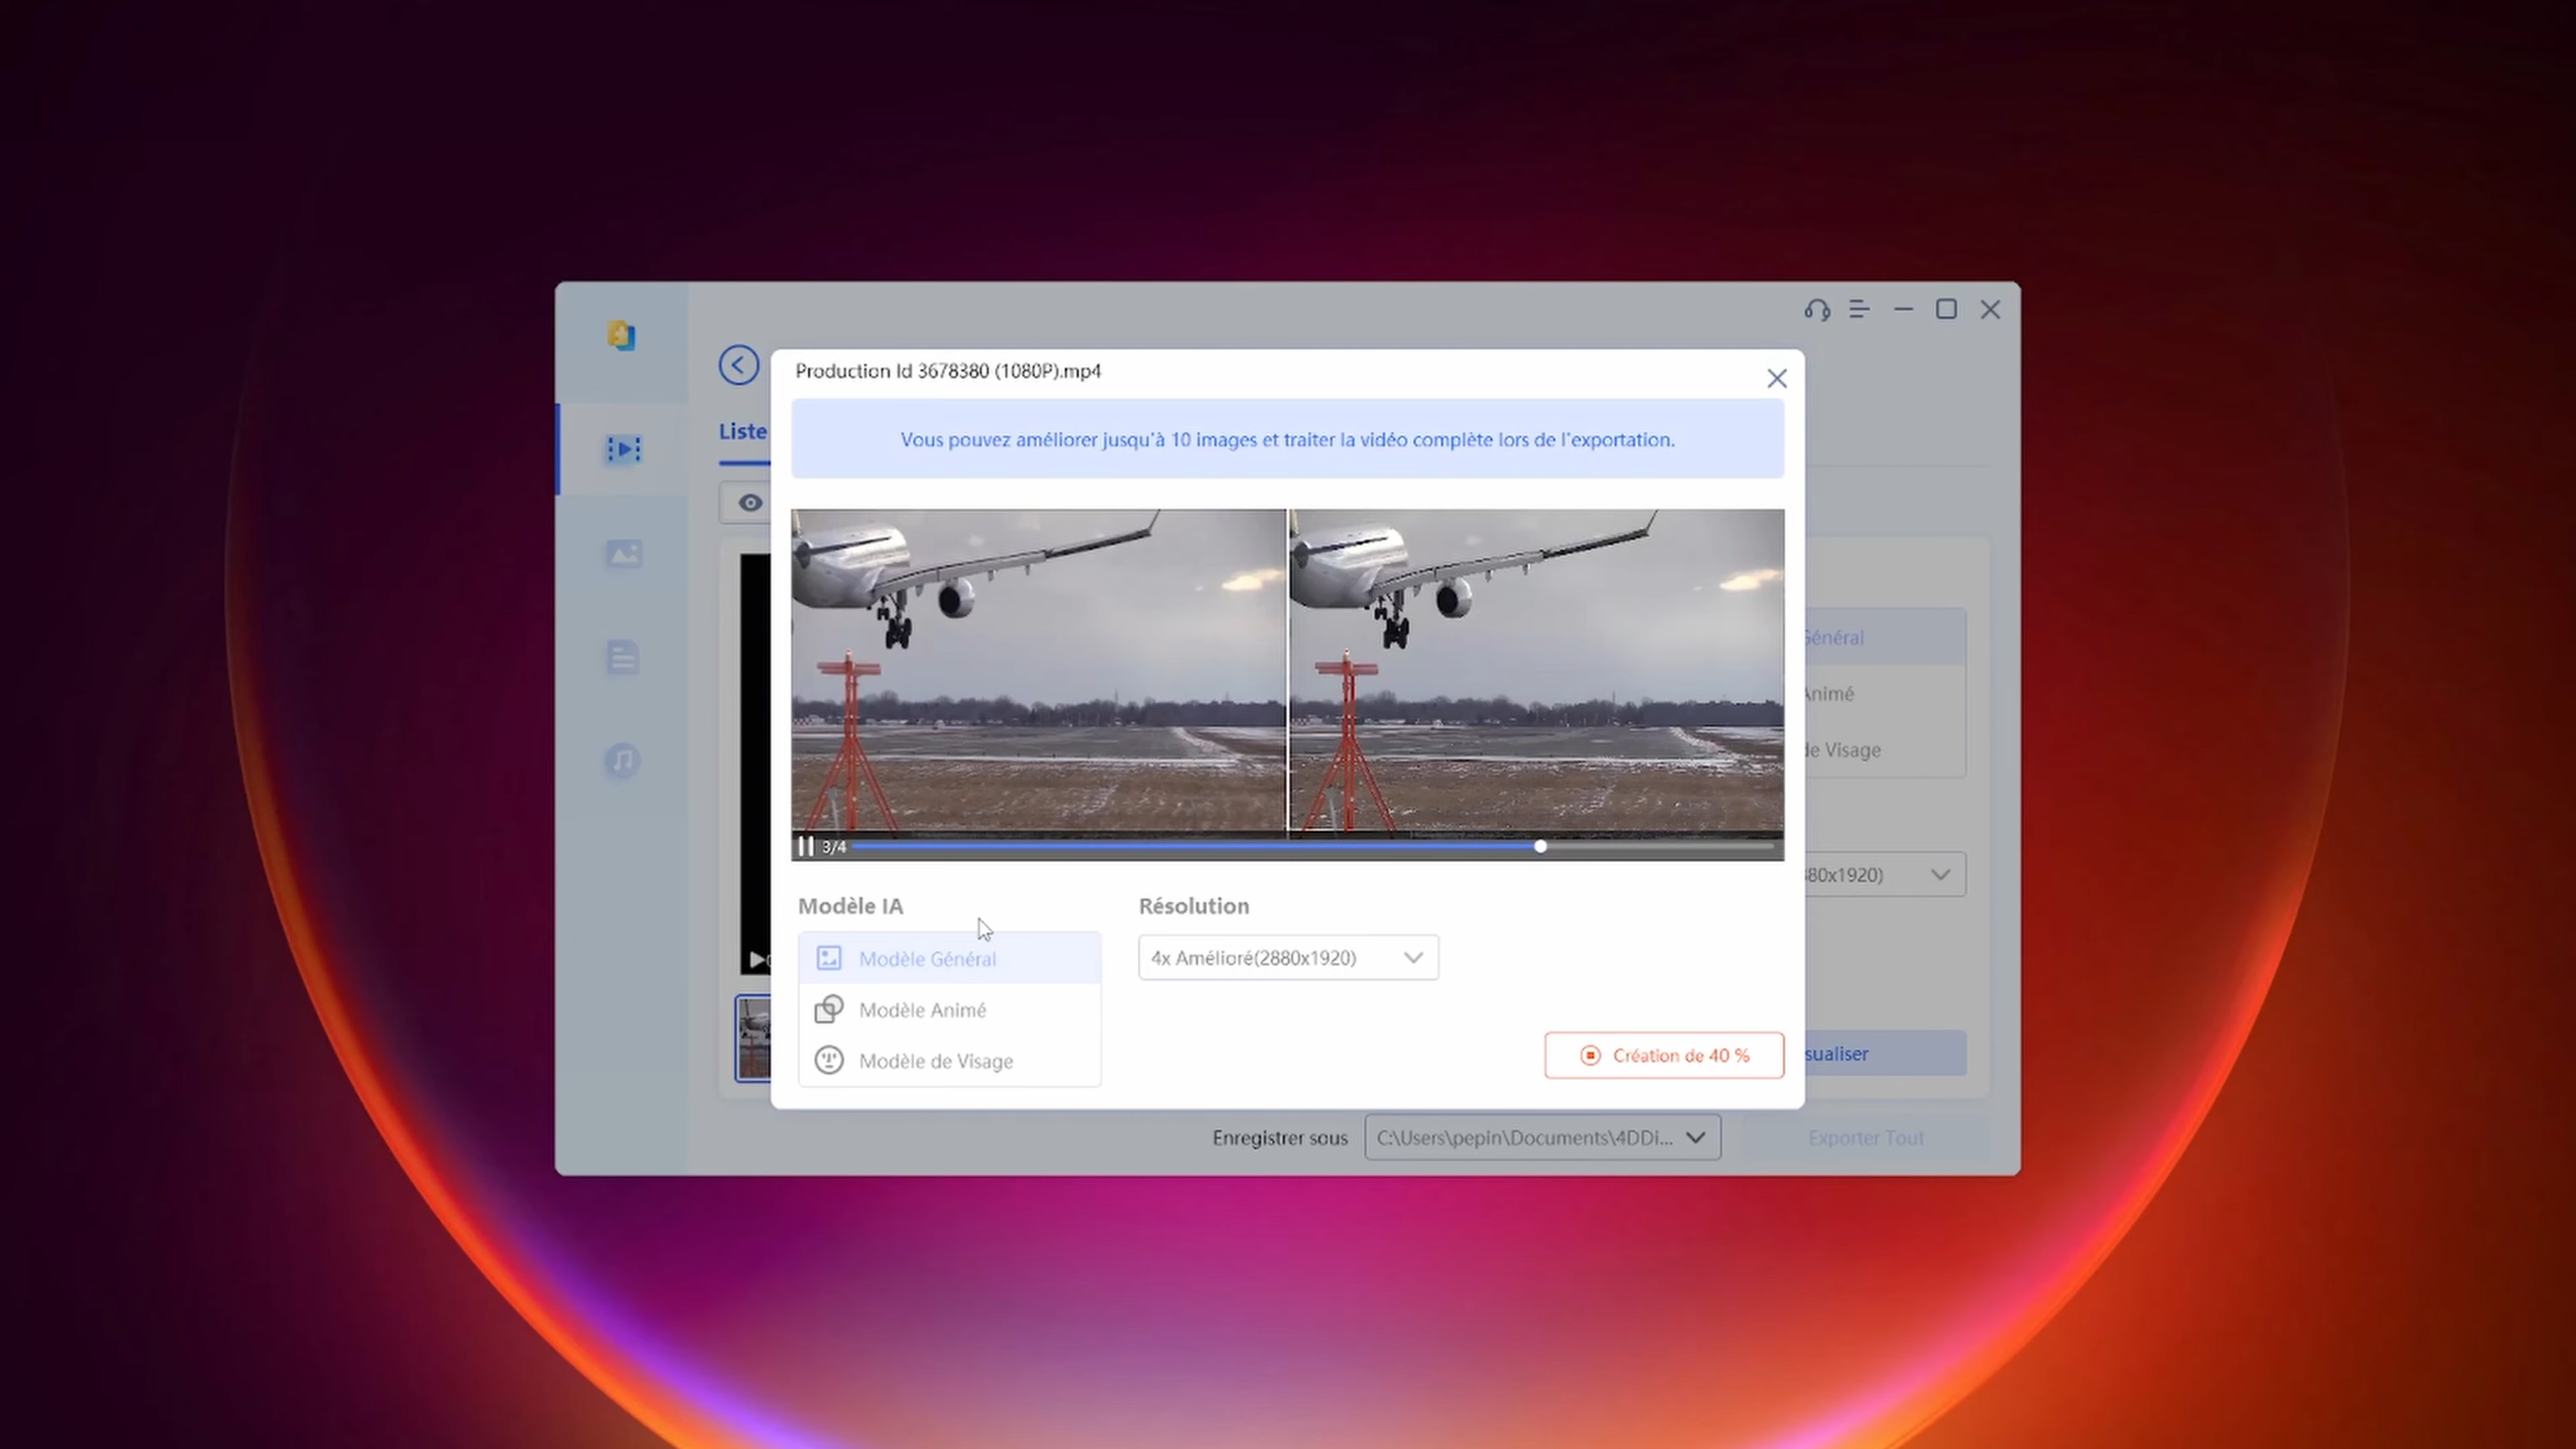 Production Id 3678380 (1080P).mp4
Liste
Vous pouvez améliorer jusqu'à 10 images et traiter la vidéo complète lors de l'exportation.
Général
Animé
de Visage
3/4
80x1920)
Modèle IA
Résolution
Modèle Général
4x Amélioré(2880x1920)
Modèle Animé
Modèle de Visage
Création de 40 %
sualiser
Enregistrer sous
C:\Users\pepin\Documents\4DDi...
Exporter Tout